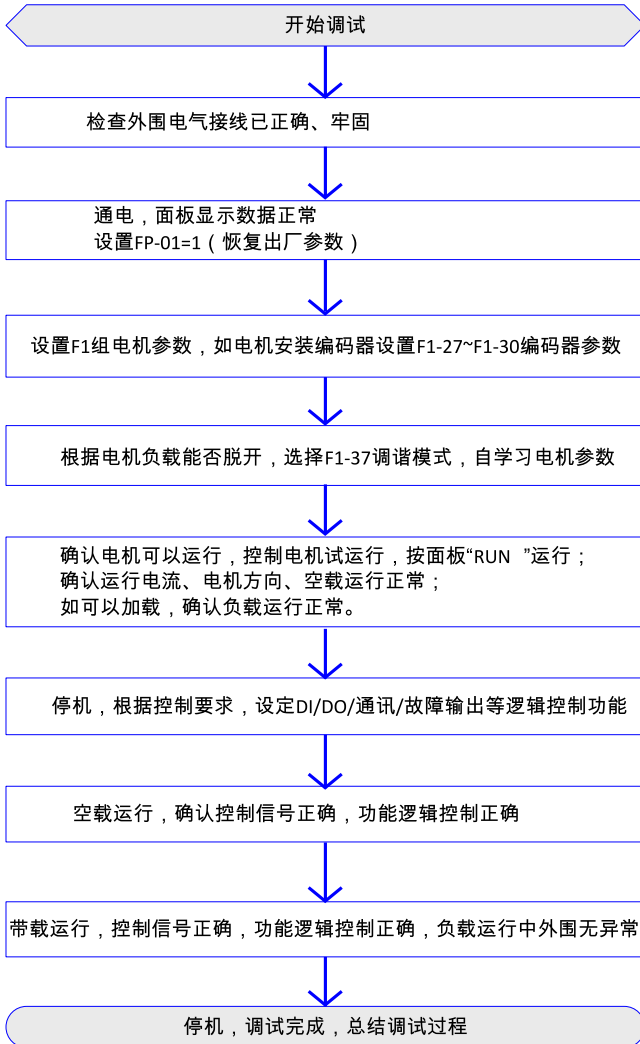 开始调试
检查外围电气接线已正确、牢固
通电，面板显示数据正常
设置FP-01=1（恢复出厂参数）
设置F1组电机参数，如电机安装编码器设置F1-27~F1-30编码器参数
根据电机负载能否脱开，选择F1-37调谐模式，自学习电机参数
确认电机可以运行，控制电机试运行，按面板“RUN ”运行；
确认运行电流、电机方向、空载运行正常；
如可以加载，确认负载运行正常。
停机，根据控制要求，设定DI/DO/通讯/故障输出等逻辑控制功能
空载运行，确认控制信号正确，功能逻辑控制正确
带载运行，控制信号正确，功能逻辑控制正确，负载运行中外围无异常
停机，调试完成，总结调试过程